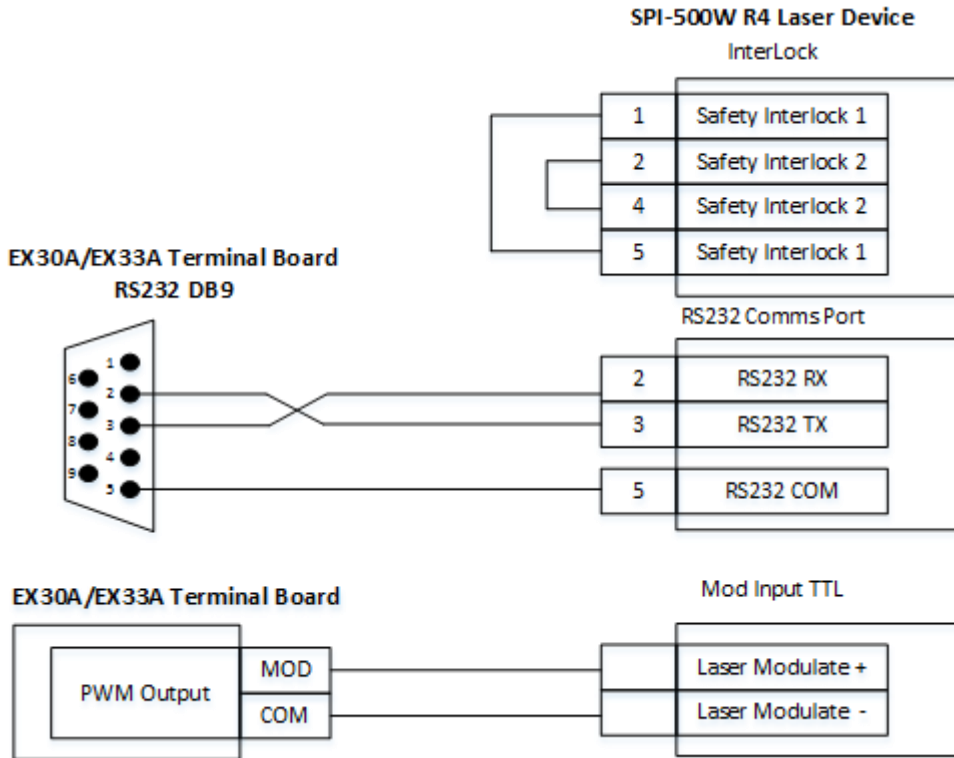 SPI-500W R4 Laser Device
InterLock
1 Safety Interlock 1
2 Safety Interlock 2
4 Safety Interlock 2
5 Safety Interlock 1
EX30A/EX33A Terminal Board
RS232 DB9
1
6
2
7
3
8
4
9
5
RS232 Comms Port
2 RS232 RX
3 RS232 TX
5 RS232 COM
EX30A/EX33A Terminal Board
PWM Output
MOD
COM
Mod Input TTL
Laser Modulate +
Laser Modulate -